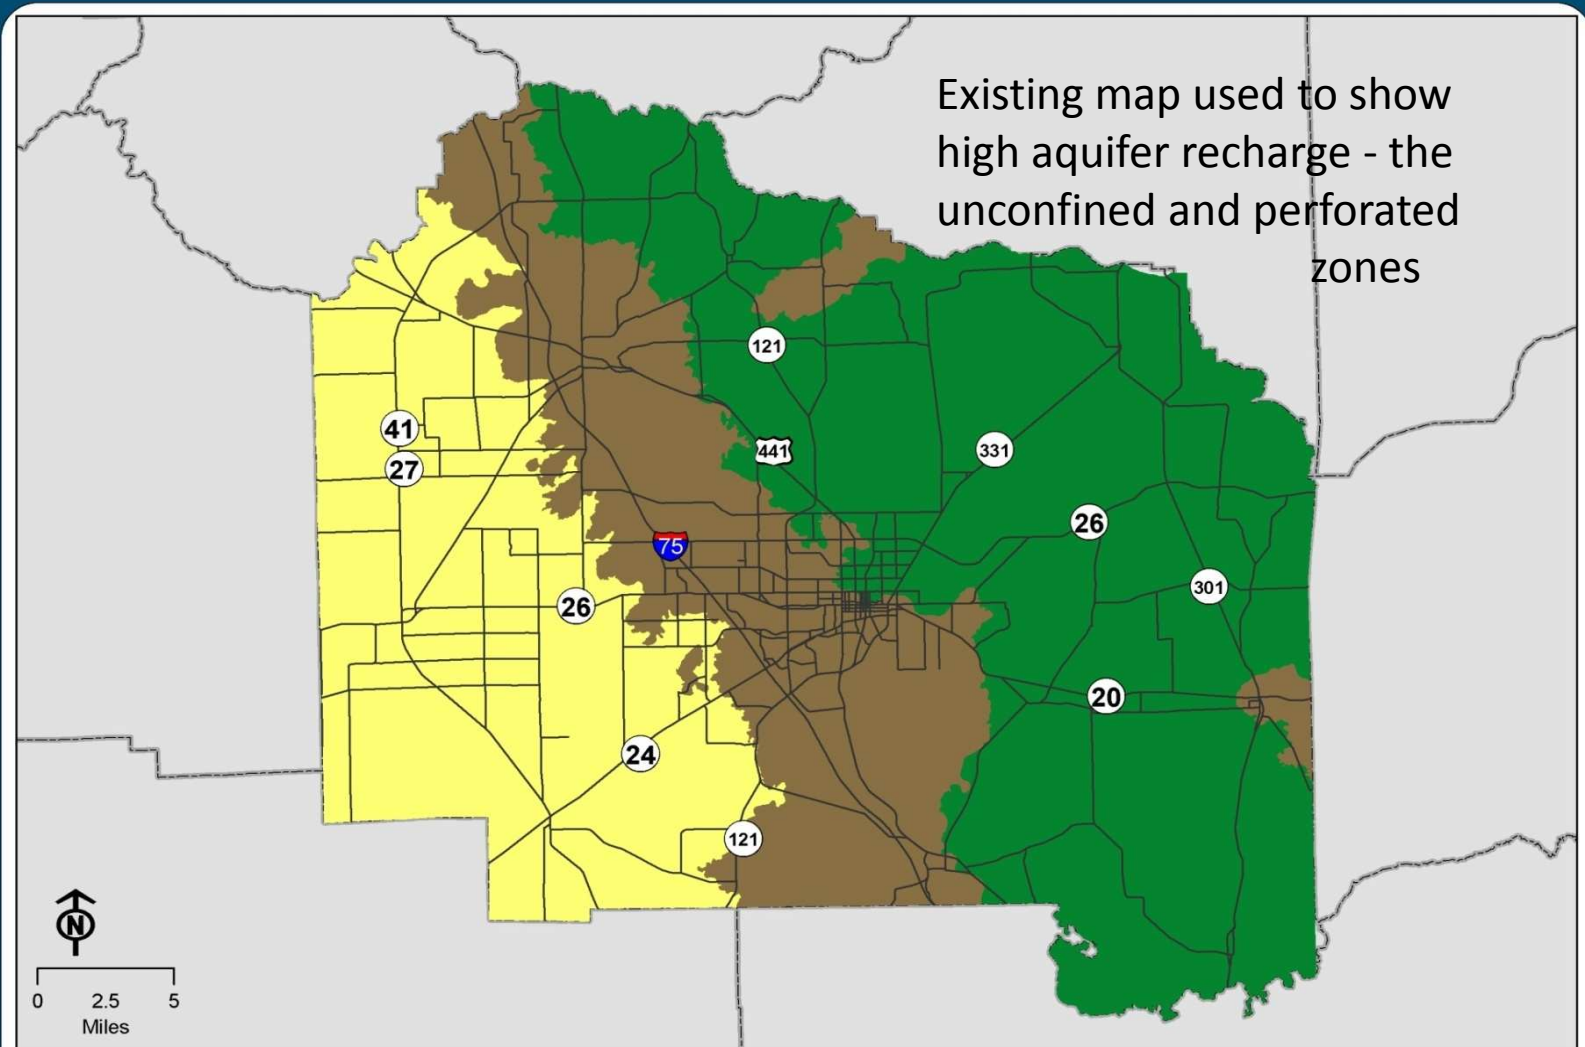 Existing map used to show
high aquifer recharge - the
unconfined and perforated
zones
121
41
441
331
27
26
75
301
26
20
24
121
N
0 2.5 5
Miles